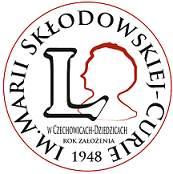 IM. MARII SKŁODOWSKIEJ-CURIE
L
W CZECHOWICACH-DZIEDZICACH
ROK ZAŁOŻENIA
1948